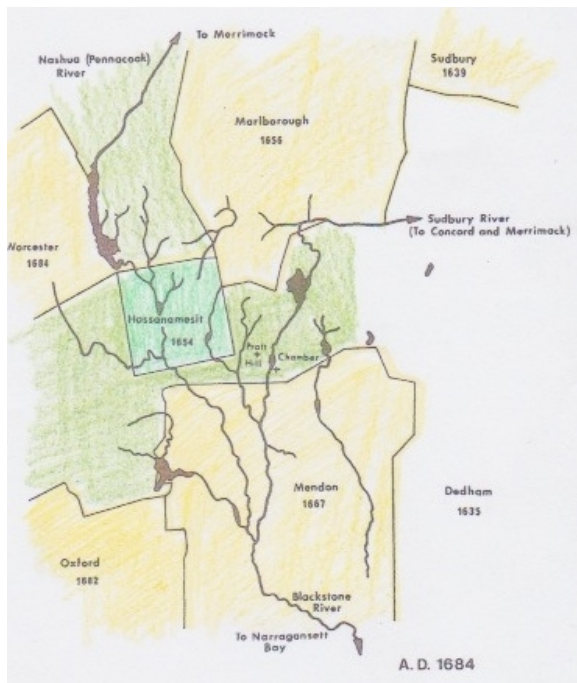 To Merrimack
Nashua (Pennacook)
River
Sudbury
1639
Marlborough
1656
Sudbury River
(To Concord and Merrimack)
Worcester
1684
Hassanamesit
1654
Pratt
Hill
Chamber
Mendon
1667
Dedham
1635
Oxford
1682
Blackstone
River
To Narragansett
Bay
A.D. 1684